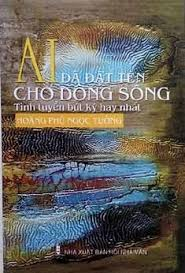 AI
ĐÃ ĐẶT TÊN
CHO DÒNG SÔNG
Tinh tuyển bút ký hay nhất
HOÀNG PHỦ NGỌC TƯỜNG
NHÀ XUẤT BẢN HỘI NHÀ VĂN